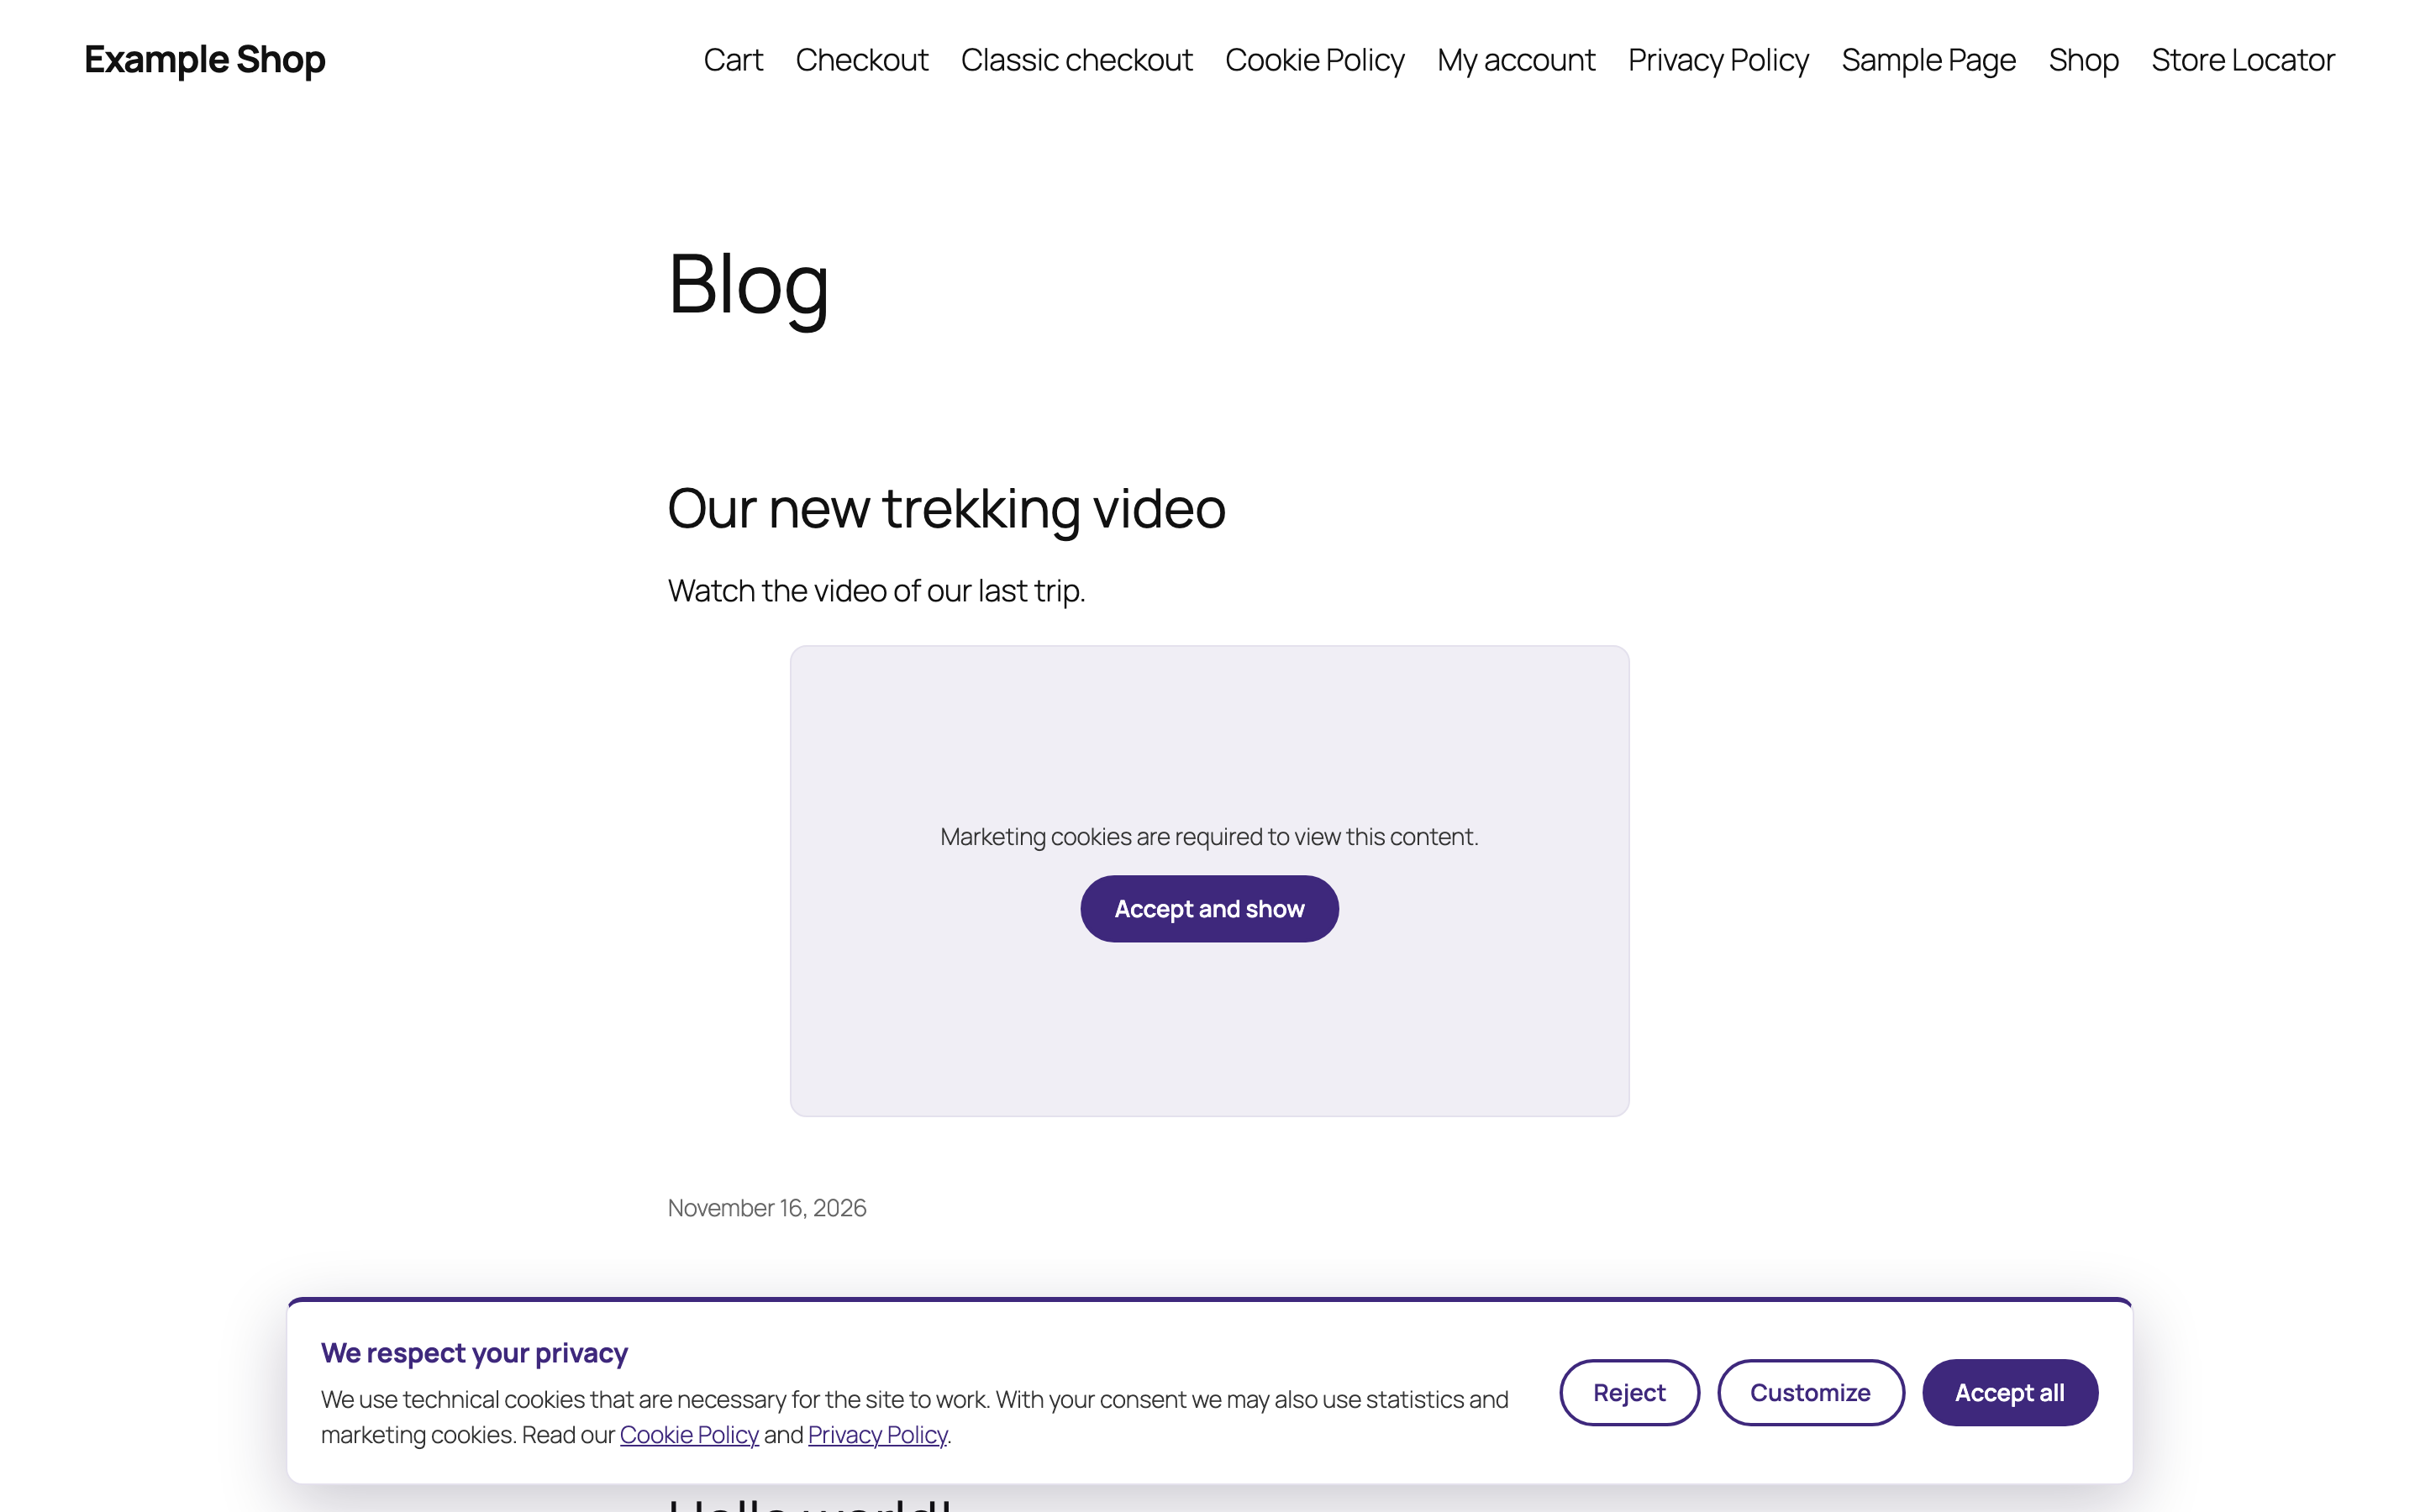 Example Shop
Cart Checkout Classic checkout Cookie Policy My account Privacy Policy Sample Page Shop Store Locator
Blog
Our new trekking video
Watch the video of our last trip.
Marketing cookies are required to view this content.
Accept and show
November 16, 2026
We respect your privacy
We use technical cookies that are necessary for the site to work. With your consent we may also use statistics and
marketing cookies. Read our Cookie Policy and Privacy Policy.
Reject Customize Accept all
Hello world!